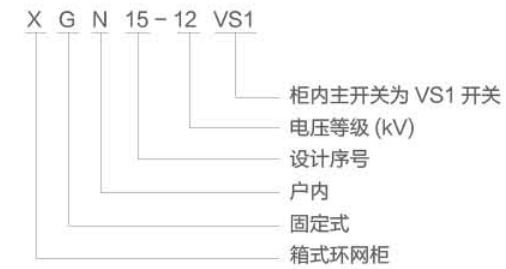 X G N 15-12 VS1
柜内主开关为 VS1 开关
电压等级 (kV)
设计序号
户内
固定式
箱式环网柜